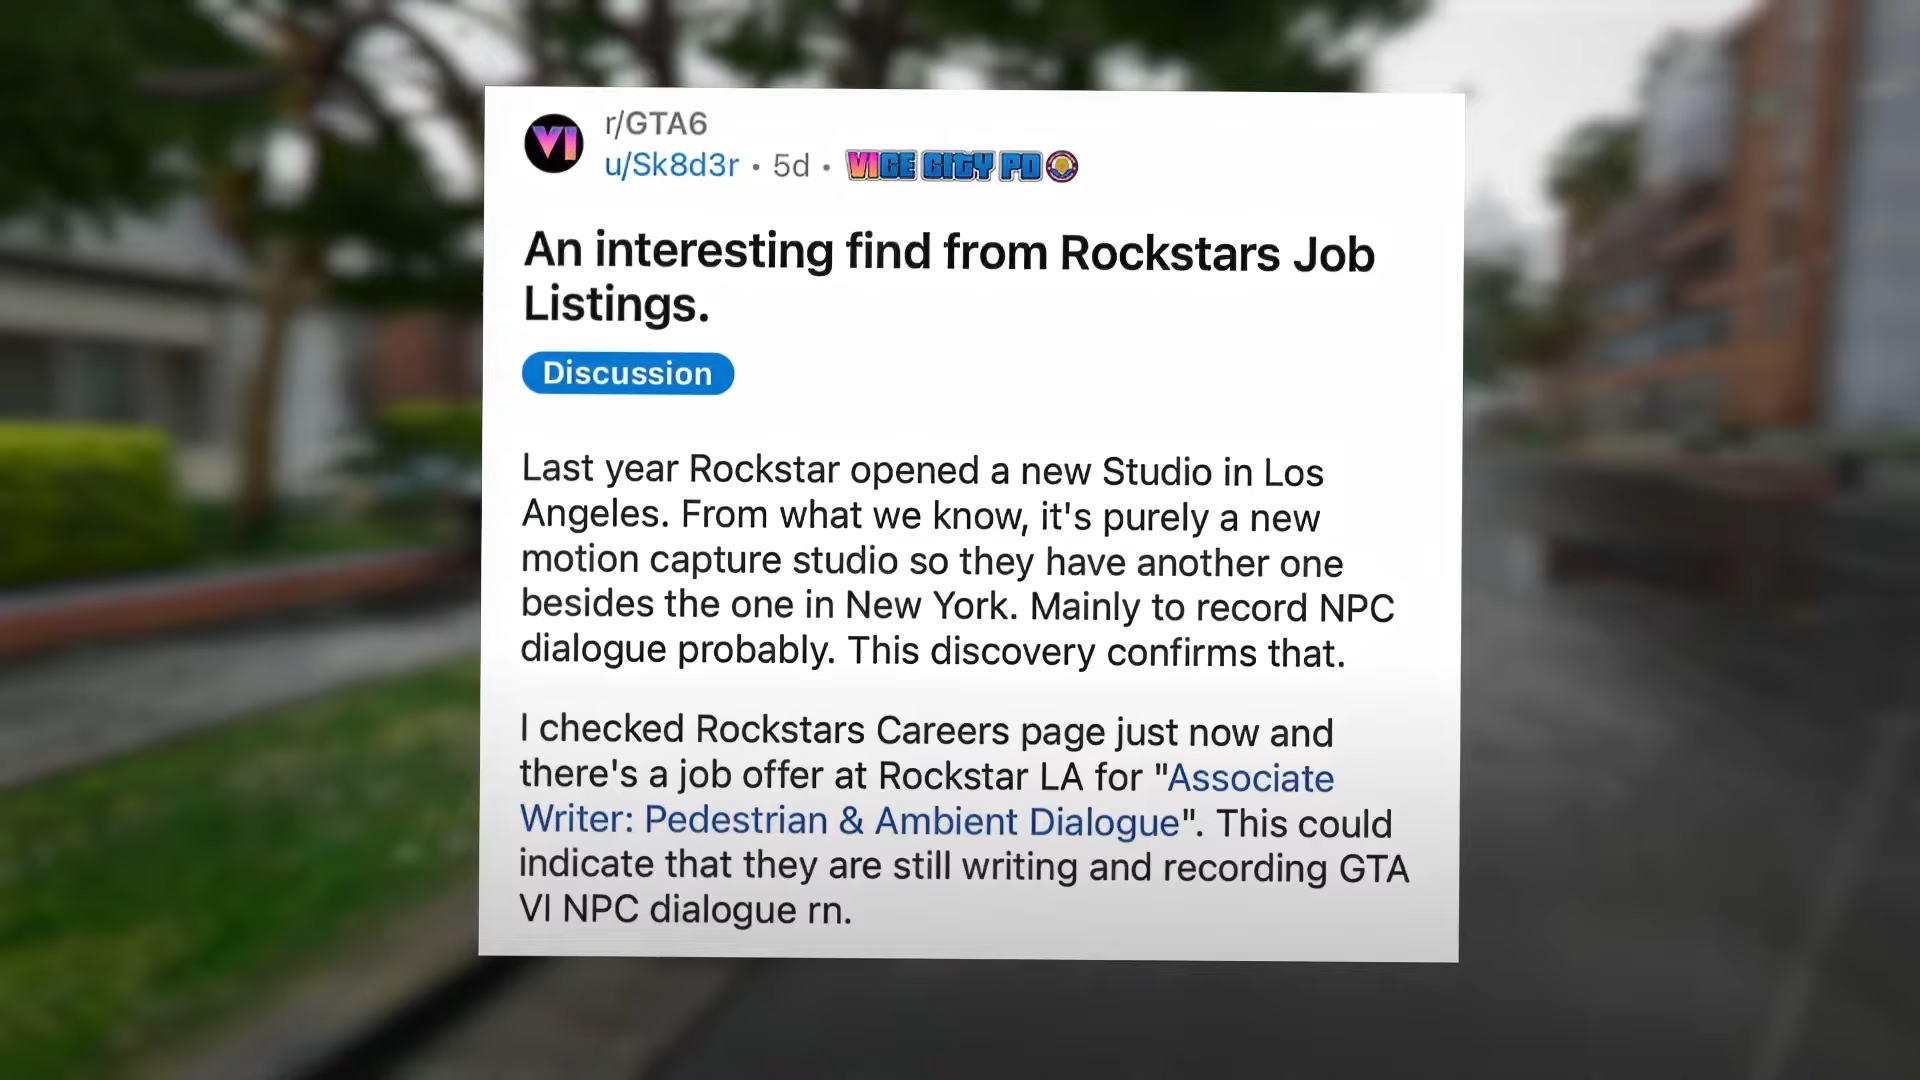 VI
r/GTA6
u/Sk8d3r • 5d • VICE CITY PD
An interesting find from Rockstars Job
Listings.
Discussion
Last year Rockstar opened a new Studio in Los
Angeles. From what we know, it's purely a new
motion capture studio so they have another one
besides the one in New York. Mainly to record NPC
dialogue probably. This discovery confirms that.
I checked Rockstars Careers page just now and
there's a job offer at Rockstar LA for "Associate
Writer: Pedestrian & Ambient Dialogue". This could
indicate that they are still writing and recording GTA
VI NPC dialogue rn.